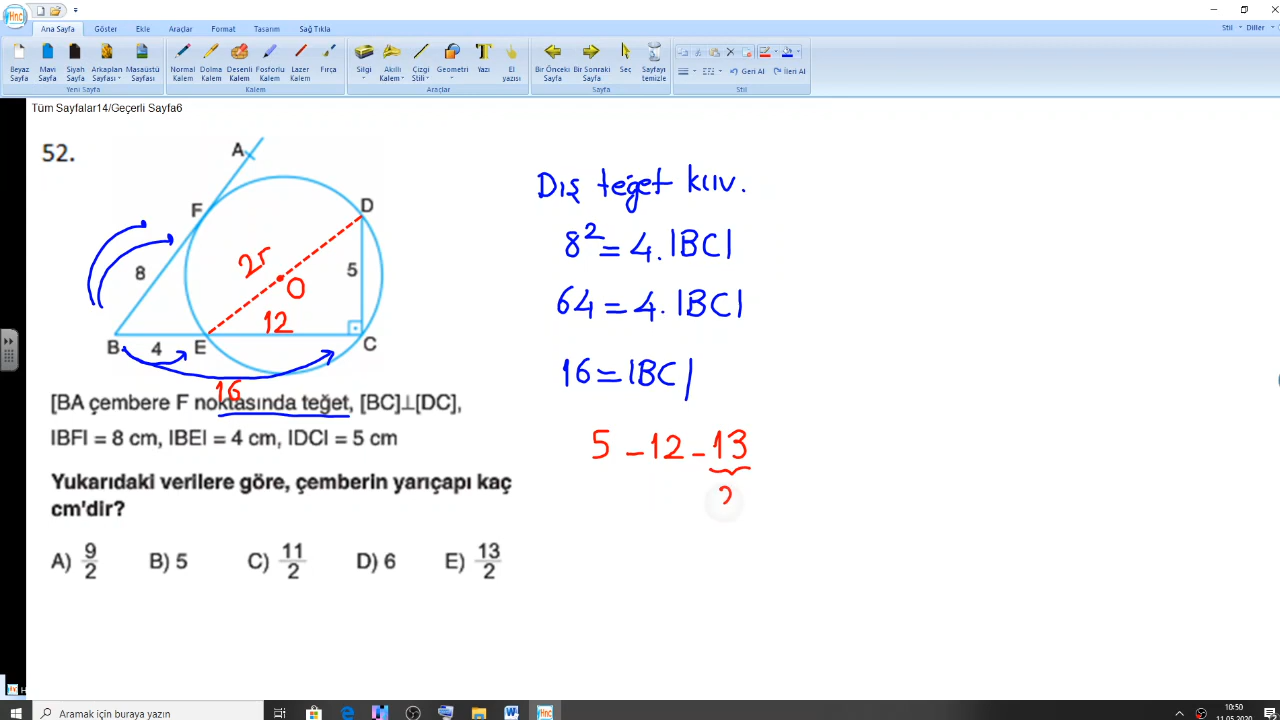 Stil Diller
Ana Sayfa Göster Ekle Araçlar Format Tasarım Sağ Tıkla
Beyaz Sayfa Mavi Sayfa Siyah Sayfa Arkaplan Sayfası Masaüstü Sayfası Normal Kalem Dolma Kalem Desenli Kalem Fosforlu Kalem Lazer Kalem Fırça Silgi Akıllı Kalem Çizgi Stili Geometri Yazı El yazısı Bir Önceki Sayfa Bir Sonraki Sayfa Seç Sayfayı temizle Geri Al İleri Al
Yeni Sayfa Kalem Araçlar Sayfa Stil
Tüm Sayfalar14/Geçerli Sayfa6
52.
A
F
D
8
2r
O
5
12
B 4 E C
16
[BA çembere F noktasında teğet, [BC]⊥[DC],
|BF| = 8 cm, |BE| = 4 cm, |DC| = 5 cm
Yukarıdaki verilere göre, çemberin yarıçapı kaç
cm'dir?
A) 9/2 B) 5 C) 11/2 D) 6 E) 13/2
Dış teğet kuv.
8² = 4.|BC|
64 = 4.|BC|
16 = |BC|
5 - 12 - 13
Aramak için buraya yazın
10:50
11.05.2020